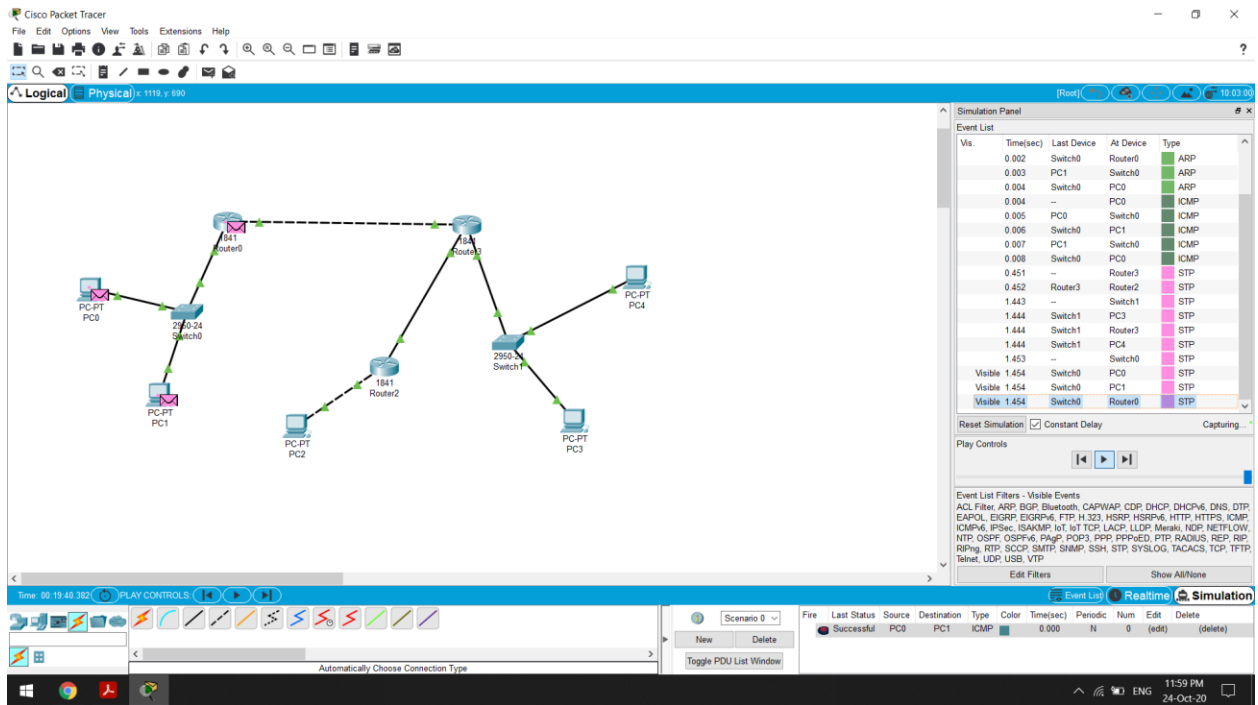 Cisco Packet Tracer
File Edit Options View Tools Extensions Help
?
Logical Physical x: 1119, y: 690 [Root] 10:03:00
1841
Router0
1841
Router3
PC-PT
PC0
2950-24
Switch0
PC-PT
PC1
1841
Router2
PC-PT
PC2
2950-24
Switch1
PC-PT
PC4
PC-PT
PC3
Simulation Panel
Event List
Vis. Time(sec) Last Device At Device Type
0.002 Switch0 Router0 ARP
0.003 PC1 Switch0 ARP
0.004 Switch0 PC0 ARP
0.004 -- PC0 ICMP
0.005 PC0 Switch0 ICMP
0.006 Switch0 PC1 ICMP
0.007 PC1 Switch0 ICMP
0.008 Switch0 PC0 ICMP
0.451 -- Router3 STP
0.452 Router3 Router2 STP
1.443 -- Switch1 STP
1.444 Switch1 PC3 STP
1.444 Switch1 Router3 STP
1.444 Switch1 PC4 STP
1.453 -- Switch0 STP
Visible 1.454 Switch0 PC0 STP
Visible 1.454 Switch0 PC1 STP
Visible 1.454 Switch0 Router0 STP
Reset Simulation Constant Delay Capturing...
Play Controls
Event List Filters - Visible Events
ACL Filter, ARP, BGP, Bluetooth, CAPWAP, CDP, DHCP, DHCPv6, DNS, DTP,
EAPOL, EIGRP, EIGRPv6, FTP, H.323, HSRP, HSRPv6, HTTP, HTTPS, ICMP,
ICMPv6, IPSec, ISAKMP, IoT, IoT TCP, LACP, LLDP, Meraki, NDP, NETFLOW,
NTP, OSPF, OSPFv6, PAgP, POP3, PPP, PPPoED, PTP, RADIUS, REP, RIP,
RIPng, RTP, SCCP, SMTP, SNMP, SSH, STP, SYSLOG, TACACS, TCP, TFTP,
Telnet, UDP, USB, VTP
Edit Filters Show All/None
Time: 00:19:40.382 PLAY CONTROLS: Event List Realtime Simulation
Automatically Choose Connection Type
Scenario 0
New Delete
Toggle PDU List Window
Fire Last Status Source Destination Type Color Time(sec) Periodic Num Edit Delete
Successful PC0 PC1 ICMP 0.000 N 0 (edit) (delete)
ENG
11:59 PM
24-Oct-20